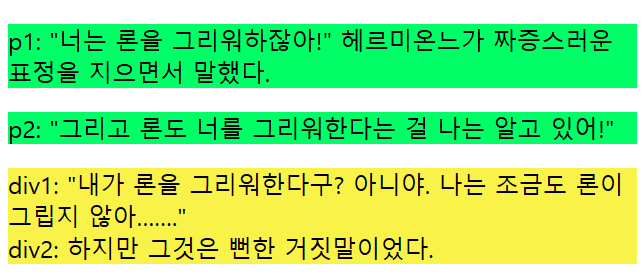 p1: "너는 론을 그리워하잖아!" 헤르미온느가 짜증스러운
표정을 지으면서 말했다.
p2: "그리고 론도 너를 그리워한다는 걸 나는 알고 있어!"
div1: "내가 론을 그리워한다구? 아니야. 나는 조금도 론이
그립지 않아......."
div2: 하지만 그것은 뻔한 거짓말이었다.